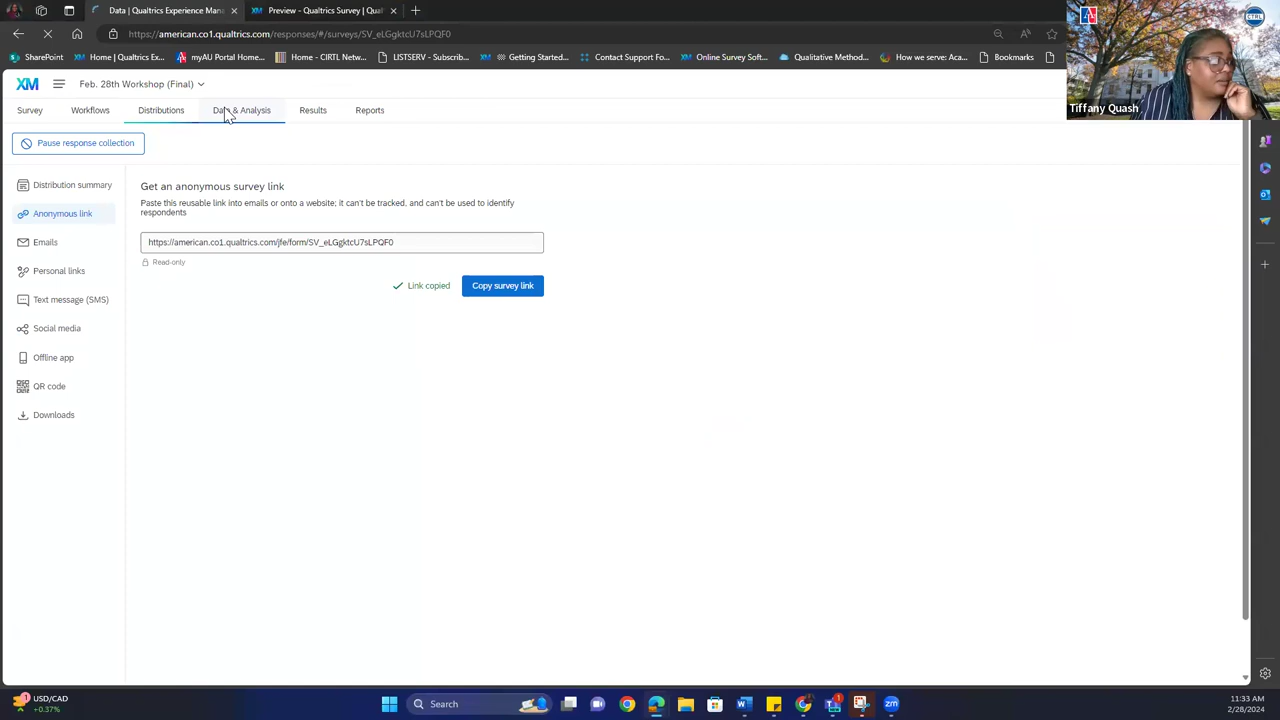 Data | Qualtrics Experience Man
Preview - Qualtrics Survey | Qual
https://american.co1.qualtrics.com/responses/#/surveys/SV_eLGgktcU7sLPQF0
SharePoint
Home | Qualtrics Ex...
myAU Portal Home...
Home - CIRTL Netw...
LISTSERV - Subscrib...
Getting Started...
Contact Support Fo...
Online Survey Soft...
Qualitative Method...
How we serve: Aca...
Bo
XM
Feb. 28th Workshop (Final)
Tiffany Quash
CTRL
Survey
Workflows
Distributions
Data & Analysis
Results
Reports
Pause response collection
Distribution summary
Anonymous link
Emails
Personal links
Text message (SMS)
Social media
Offline app
QR code
Downloads
Get an anonymous survey link
Paste this reusable link into emails or onto a website; it can't be tracked, and can't be used to identify
respondents
https://american.co1.qualtrics.com/jfe/form/SV_eLGgktcU7sLPQF0
Read-only
Link copied
Copy survey link
USD/CAD
+0.37%
Search
11:33 AM
2/28/2024